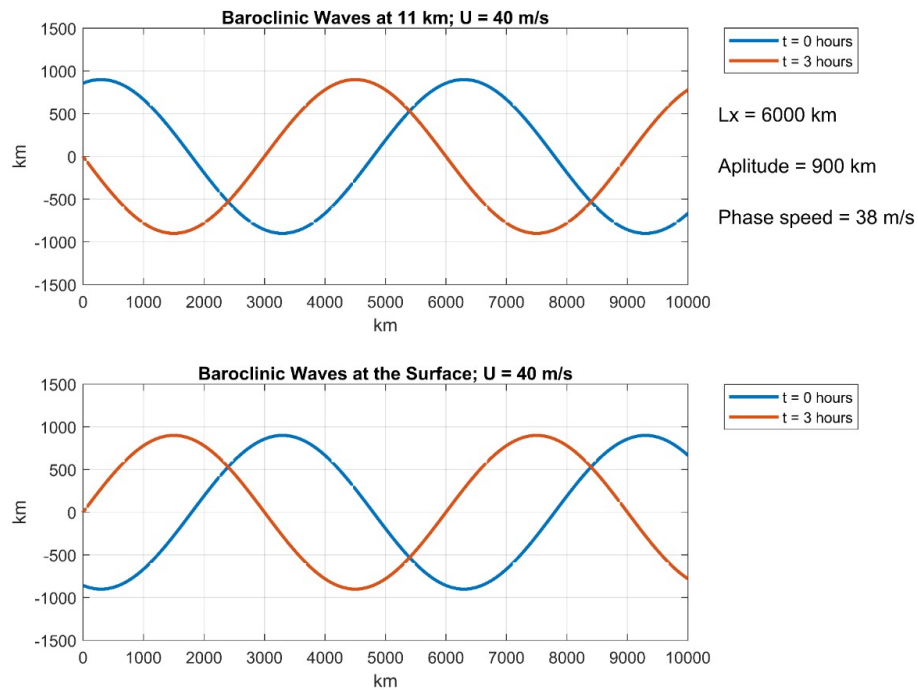 Baroclinic Waves at 11 km; U = 40 m/s
1500
1000
500
0
-500
-1000
-1500
km
0 1000 2000 3000 4000 5000 6000 7000 8000 9000 10000
km
t = 0 hours
t = 3 hours
Lx = 6000 km
Aplitude = 900 km
Phase speed = 38 m/s
Baroclinic Waves at the Surface; U = 40 m/s
1500
1000
500
0
-500
-1000
-1500
km
0 1000 2000 3000 4000 5000 6000 7000 8000 9000 10000
km
t = 0 hours
t = 3 hours